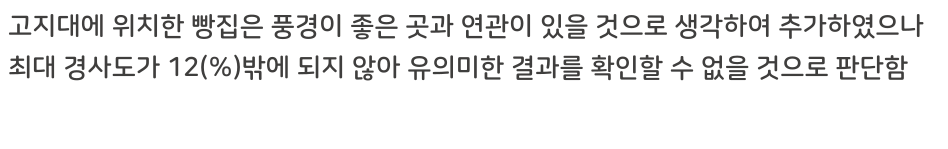 고지대에 위치한 빵집은 풍경이 좋은 곳과 연관이 있을 것으로 생각하여 추가하였으나
최대 경사도가 12(%)밖에 되지 않아 유의미한 결과를 확인할 수 없을 것으로 판단함